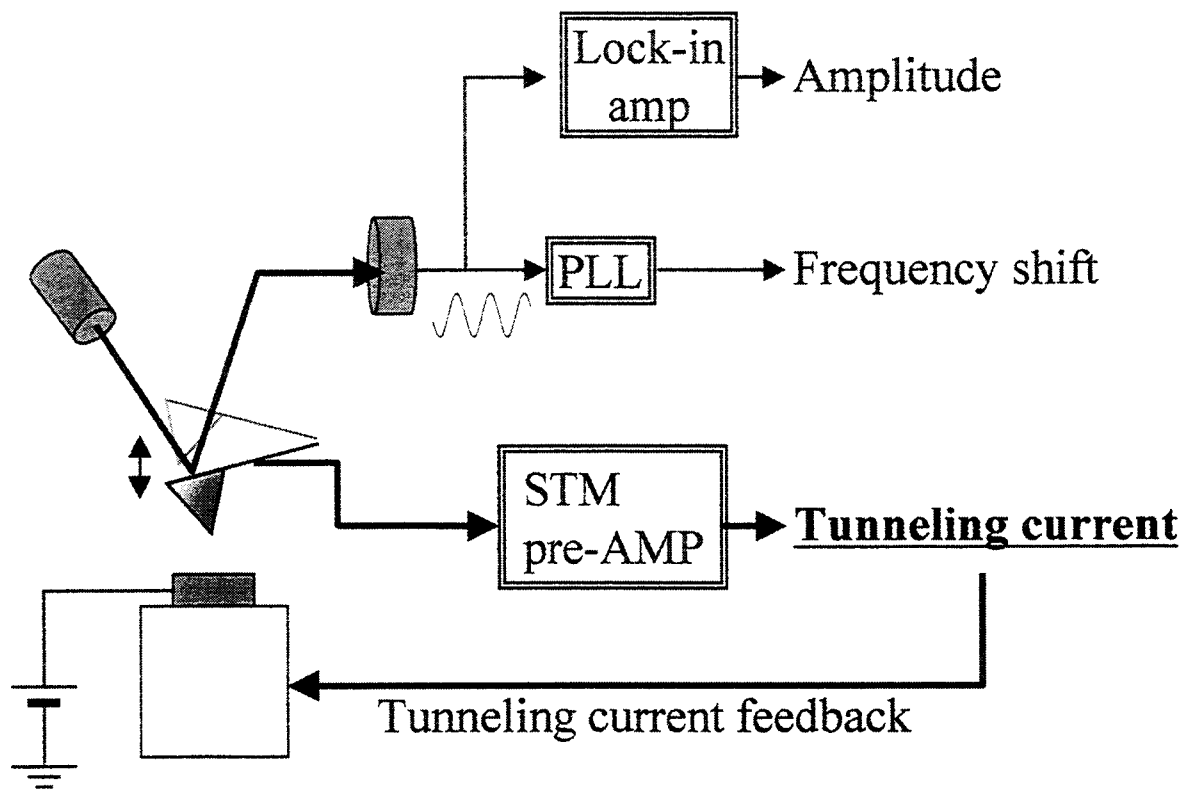 Lock-in
amp
Amplitude
PLL
Frequency shift
STM
pre-AMP
Tunneling current
Tunneling current feedback